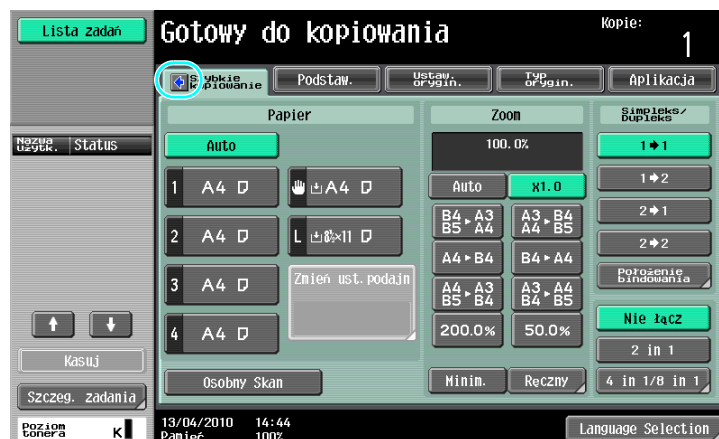 Lista zadań
Gotowy do kopiowania
Kopie:
1
Szybkie
kopiowanie
Podstaw.
Ustaw.
orygin.
Typ
orygin.
Aplikacja
Nazwa
użytk.
Status
Kasuj
Szczeg. zadania
Poziom
tonera
K
Papier
Auto
1 A4
2 A4
3 A4
4 A4
A4
L 8½×11
Zmień ust.podajn
Osobny Skan
Zoom
100.0%
Auto
x1.0
B4▸A3
B5▸A4
A3▸B4
A4▸B5
A4▸B4
B4▸A4
A4▸A3
B5▸B4
A3▸A4
B4▸B5
200.0%
50.0%
Minim.
Ręczny
Simpleks/
Dupleks
1➧1
1➧2
2➧1
2➧2
Położenie
bindowania
Nie łącz
2 in 1
4 in 1/8 in 1
13/04/2010 14:44
Pamięć 100%
Language Selection